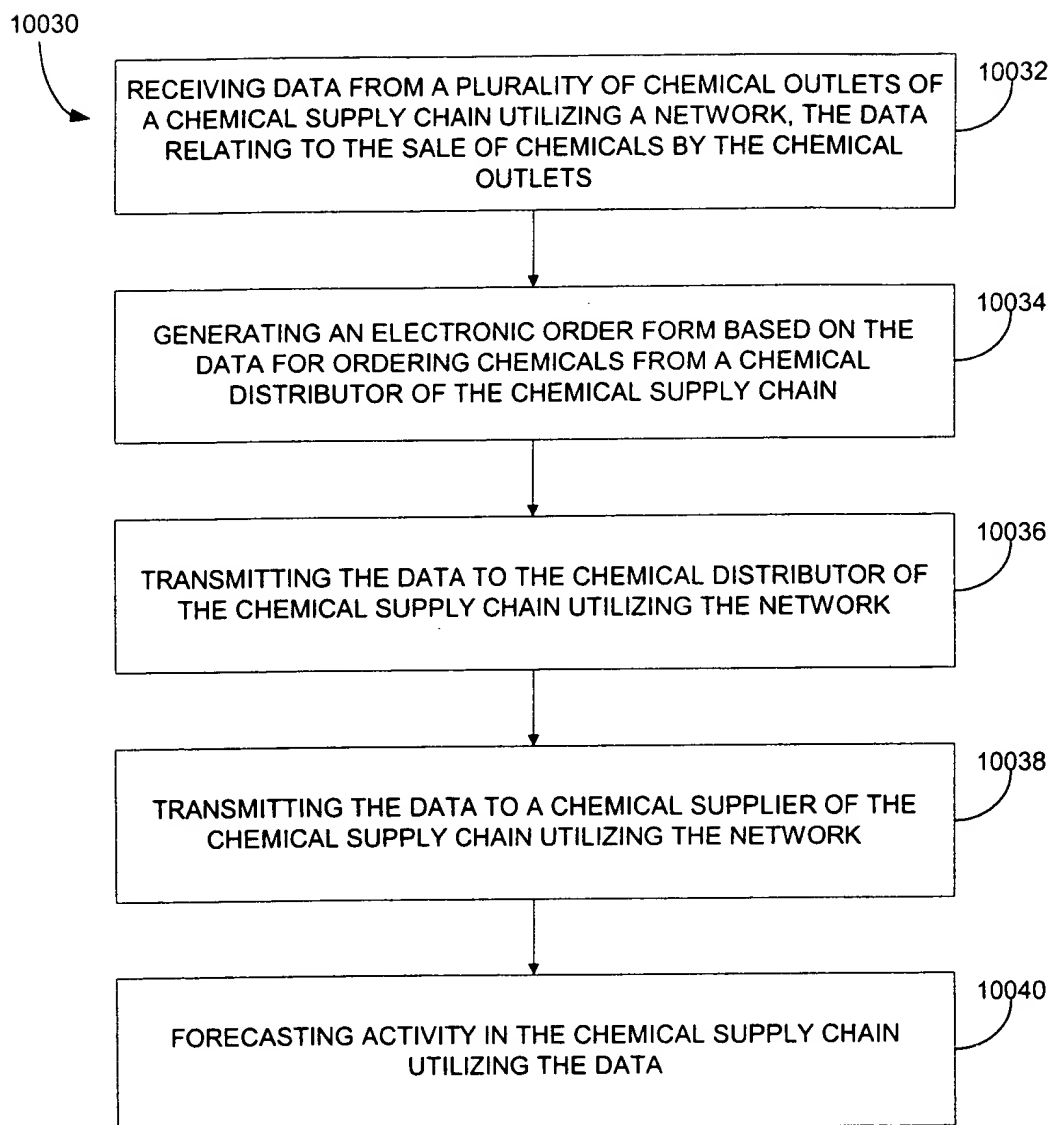 10030
RECEIVING DATA FROM A PLURALITY OF CHEMICAL OUTLETS OF
A CHEMICAL SUPPLY CHAIN UTILIZING A NETWORK, THE DATA
RELATING TO THE SALE OF CHEMICALS BY THE CHEMICAL
OUTLETS
10032
GENERATING AN ELECTRONIC ORDER FORM BASED ON THE
DATA FOR ORDERING CHEMICALS FROM A CHEMICAL
DISTRIBUTOR OF THE CHEMICAL SUPPLY CHAIN
10034
TRANSMITTING THE DATA TO THE CHEMICAL DISTRIBUTOR OF
THE CHEMICAL SUPPLY CHAIN UTILIZING THE NETWORK
10036
TRANSMITTING THE DATA TO A CHEMICAL SUPPLIER OF THE
CHEMICAL SUPPLY CHAIN UTILIZING THE NETWORK
10038
FORECASTING ACTIVITY IN THE CHEMICAL SUPPLY CHAIN
UTILIZING THE DATA
10040